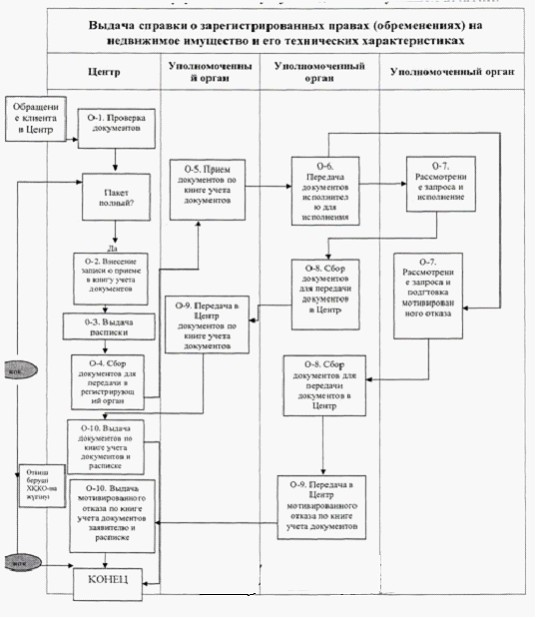 Выдача справки о зарегистрированных правах (обременениях) на
недвижимое имущество и его технических характеристиках
Центр
Уполномоченны
й орган
Уполномоченный
орган
Уполномоченный орган
Обращени
е клиента
в Центр
О-1. Проверка
документов
Пакет
полный?
Да
О-2. Внесение
записи о приеме
в книгу учета
документов
0-3. Выдача
расписки
О-4. Сбор
документов для
передачи в
регистрирующ
ий орган
О-10. Выдача
документов по
книге учета
документов и
расписке
О-10. Выдача
мотивированного
отказа по книге
учета документов
заявителю и
расписке
КОНЕЦ
О-5. Прием
документов по
книге учета
документов
О-9. Передача в
Центр
документов по
книге учета
документов
О-6.
Передача
документов
исполнител
ю для
исполнения
О-8. Сбор
документов
для передачи
документов
в Центр
О-8. Сбор
документов для
передачи
документов в
Центр
О-9. Передача в
Центр
мотивированного
отказа по книге
учета документов
О-7.
Рассмотрени
е запроса и
исполнение
О-7.
Рассмотрени
е запроса и
подготовка
мотивирован
ного отказа
беруші